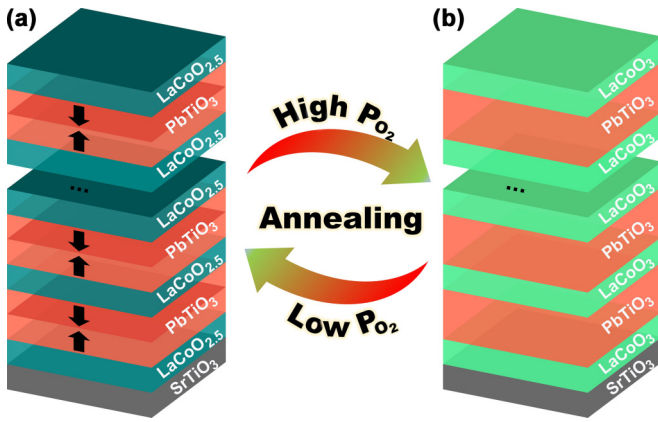 (a)
LaCoO2.5
PbTiO3
LaCoO2.5
...
LaCoO2.5
PbTiO3
LaCoO2.5
PbTiO3
LaCoO2.5
SrTiO3
High PO2
Annealing
Low PO2
(b)
LaCoO3
PbTiO3
LaCoO3
...
LaCoO3
PbTiO3
LaCoO3
PbTiO3
LaCoO3
SrTiO3